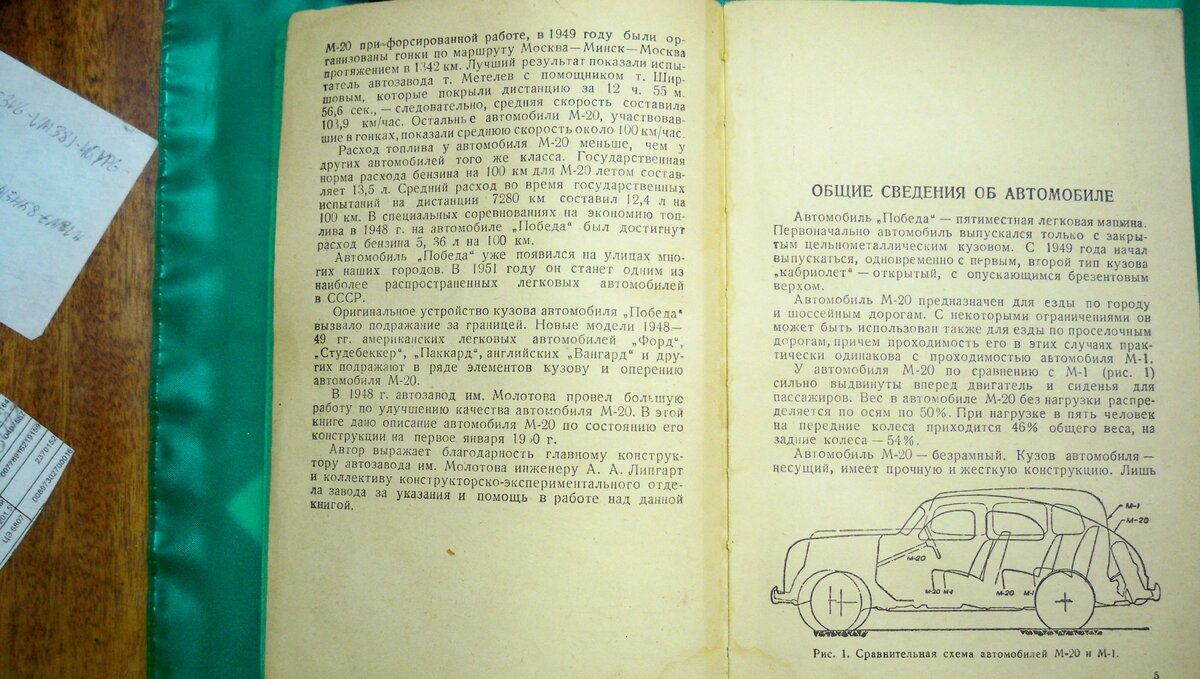 М-20 при форсированной работе, в 1949 году были ор-
ганизованы гонки по маршруту Москва—Минск—Москва
протяжением в 1342 км. Лучший результат показали испы-
татель автозавода т. Метелев с помощником т. Шир-
шовым, которые покрыли дистанцию за 12 ч. 55 м.
56,6 сек., — следовательно, средняя скорость составила
103,9 км/час. Остальные автомобили М-20, участвовав-
шие в гонках, показали среднюю скорость около 100 км/час.
Расход топлива у автомобиля М-20 меньше, чем у
других автомобилей того же класса. Государственная
норма расхода бензина на 100 км для М-20 летом состав-
ляет 13,5 л. Средний расход во время государственных
испытаний на дистанции 7280 км составил 12,4 л на
100 км. В специальных соревнованиях на экономию топ-
лива в 1948 г. на автомобиле „Победа“ был достигнут
расход бензина 5, 36 л на 100 км.
Автомобиль „Победа“ уже появился на улицах мно-
гих наших городов. В 1951 году он станет одним из
наиболее распространенных легковых автомобилей
в СССР.
Оригинальное устройство кузова автомобиля „Победа“
вызвало подражание за границей. Новые модели 1948—
49 гг. американских легковых автомобилей „Форд„,
„Студебеккер“, „Паккард“, английских „Вангард“ и дру-
гих подражают в ряде элементов кузову и оперению
автомобиля М-20.
В 1948 г. автозавод им. Молотова провел большую
работу по улучшению качества автомобиля М-20. В этой
книге дано описание автомобиля М-20 по состоянию его
конструкции на первое января г.
Автор выражает благодарность главному конструк-
тору автозавода им. Молотова инженеру А. А. Липгарт
и коллективу конструкторско-экспериментального отде-
ла завода за указания и помощь в работе над данной
книгой.
ОБЩИЕ СВЕДЕНИЯ ОБ АВТОМОБИЛЕ
Автомобиль „Победа“ — пятиместная легковая машина.
Первоначально автомобиль выпускался только с закры-
тым цельнометаллическим кузовом. С 1949 года начал
выпускаться, одновременно с первым, второй тип кузова
„кабриолет“ — открытый, с опускающимся брезентовым
верхом.
Автомобиль М-20 предназначен для езды по городу
и шоссейным дорогам. С некоторыми ограничениями он
может быть использован также для езды по проселочным
дорогам, причем проходимость его в этих случаях прак-
тически одинакова с проходимостью автомобиля М-1.
У автомобиля М-20 по сравнению с М-1 (рис. 1)
сильно выдвинуты вперед двигатель и сиденья для
пассажиров. Вес в автомобиле М-20 без нагрузки распре-
деляется по осям по 50%. При нагрузке в пять человек
на передние колеса приходится 46% общего веса, на
задние колеса — 54%.
Автомобиль М-20 — безрамный. Кузов автомобиля —
несущий, имеет прочную и жесткую конструкцию. Лишь
М-1
М-20
М-20
М-20 М-1 М-20 М-1
Рис. 1. Сравнительная схема автомобилей М-20 и М-1.
5
2370152
00887302700016
ЦЭ 6807